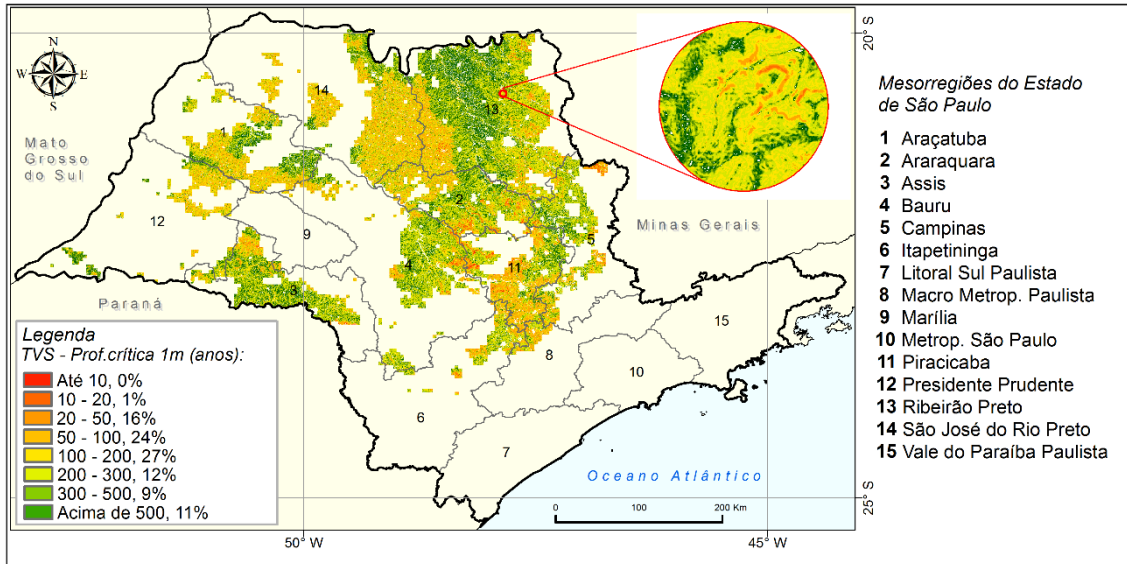 20° S
N
W
E
S
14
13
1
Mato
Grosso
do Sul
2
12
9
Minas Gerais
5
4
11
3
Paraná
15
8
10
6
7
Oceano Atlântico
Legenda
TVS - Prof.crítica 1m (anos):
Até 10, 0%
10 - 20, 1%
20 - 50, 16%
50 - 100, 24%
100 - 200, 27%
200 - 300, 12%
300 - 500, 9%
Acima de 500, 11%
0 100 200 Km
25° S
50° W
45° W
Mesorregiões do Estado
de São Paulo
1 Araçatuba
2 Araraquara
3 Assis
4 Bauru
5 Campinas
6 Itapetininga
7 Litoral Sul Paulista
8 Macro Metrop. Paulista
9 Marília
10 Metrop. São Paulo
11 Piracicaba
12 Presidente Prudente
13 Ribeirão Preto
14 São José do Rio Preto
15 Vale do Paraíba Paulista